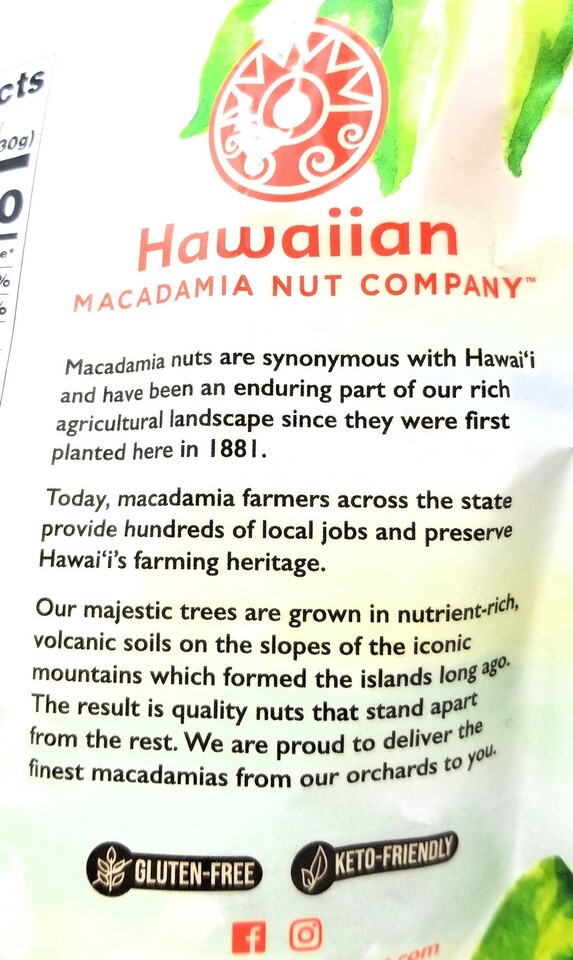 cts
30g)
0
e*
%
%
Hawaiian
MACADAMIA NUT COMPANY™
Macadamia nuts are synonymous with Hawai‘i
and have been an enduring part of our rich
agricultural landscape since they were first
planted here in 1881.
Today, macadamia farmers across the state
provide hundreds of local jobs and preserve
Hawai‘i’s farming heritage.
Our majestic trees are grown in nutrient-rich,
volcanic soils on the slopes of the iconic
mountains which formed the islands long ago.
The result is quality nuts that stand apart
from the rest. We are proud to deliver the
finest macadamias from our orchards to you.
GLUTEN-FREE
KETO-FRIENDLY
.com